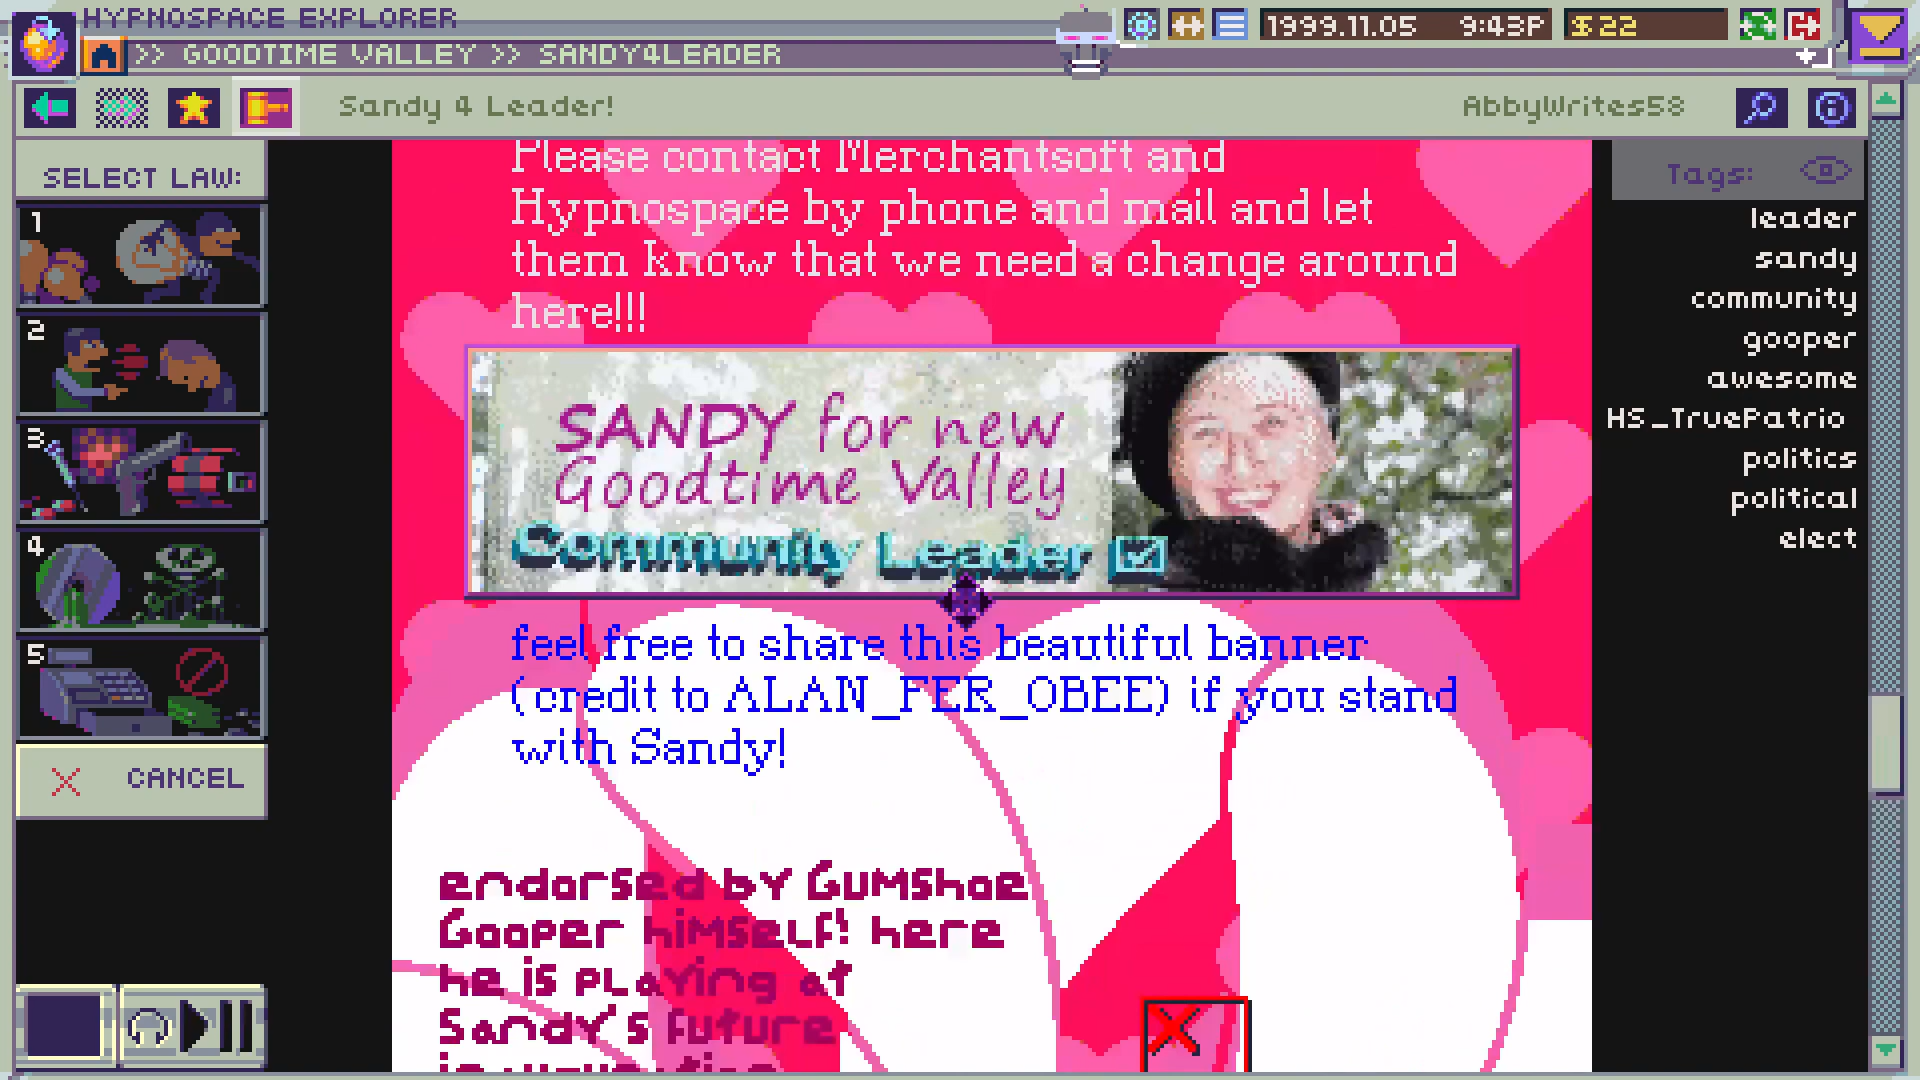 HYPNOSPACE EXPLORER
>> GOODTIME VALLEY >> SANDY4LEADER
1999.11.05 9:43P
$22
Sandy 4 Leader!
AbbyWrites58
SELECT LAW:
1
2
3
4
5
CANCEL
Please contact Merchantsoft and
Hypnospace by phone and mail and let
them know that we need a change around
here!!!
SANDY for new
Goodtime Valley
Community Leader
feel free to share this beautiful banner
(credit to ALAN_FER_OBEE) if you stand
with Sandy!
endorsed by Gumshoe
Gooper himself! here
he is playing at
Sandy's future
Tags:
leader
sandy
community
gooper
awesome
HS_TruePatrio
politics
political
elect